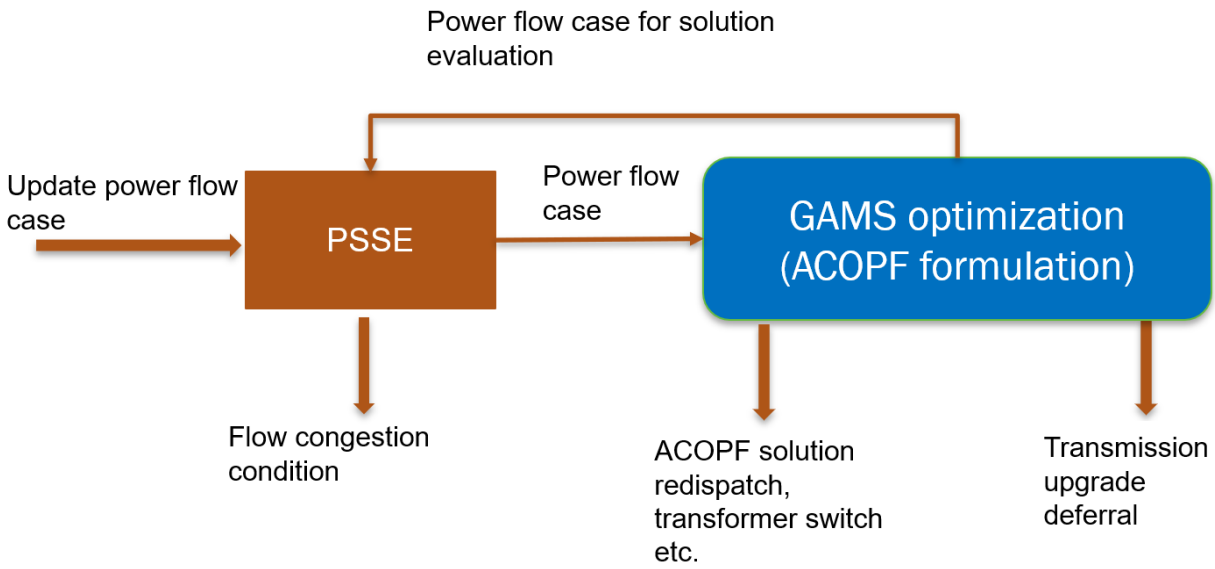 Power flow case for solution
evaluation
Update power flow
case
PSSE
Power flow
case
GAMS optimization
(ACOPF formulation)
Flow congestion
condition
ACOPF solution
redispatch,
transformer switch
etc.
Transmission
upgrade
deferral